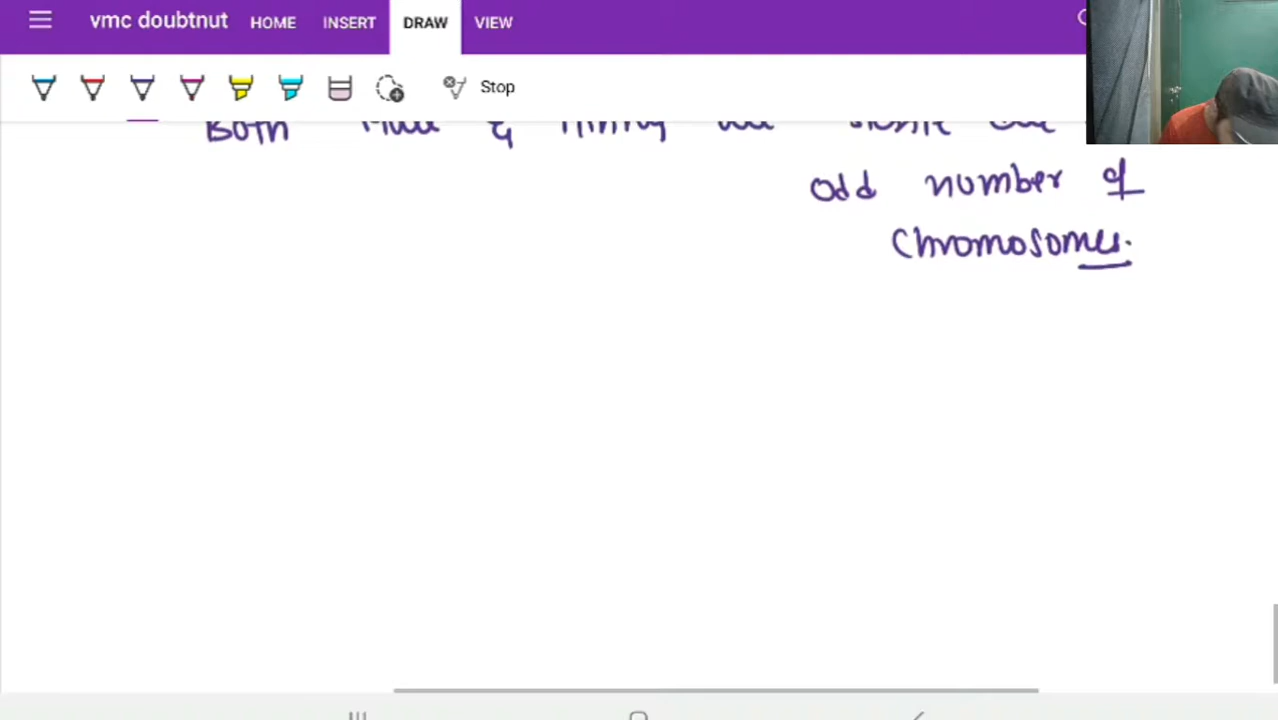 vmc doubtnut HOME INSERT DRAW VIEW
Stop
Both &
odd number of
Chromosomes.